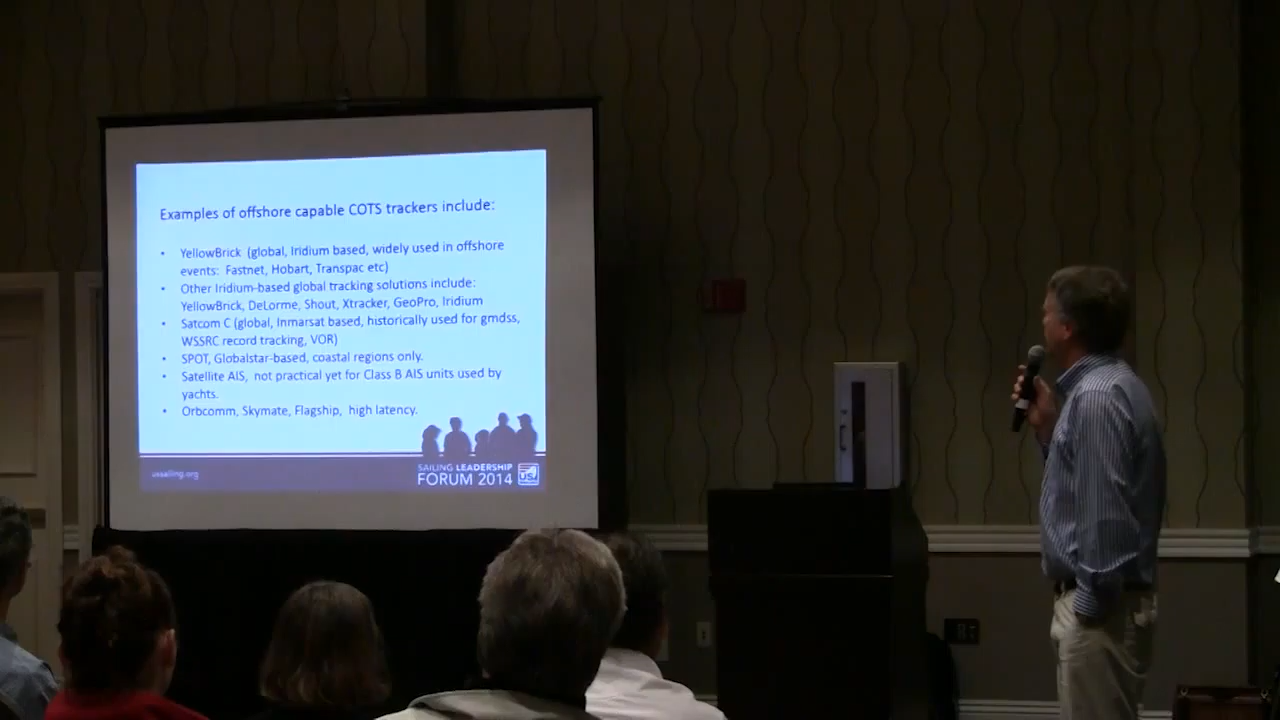 Examples of offshore capable COTS trackers include:
• YellowBrick (global, Iridium based, widely used in offshore
events: Fastnet, Hobart, Transpac etc)
• Other Iridium-based global tracking solutions include:
YellowBrick, DeLorme, Shout, Xtracker, GeoPro, Iridium
• Satcom C (global, Inmarsat based, historically used for gmdss,
WSSRC record tracking, VOR)
• SPOT, Globalstar-based, coastal regions only.
• Satellite AIS, not practical yet for Class B AIS units used by
yachts.
• Orbcomm, Skymate, Flagship, high latency.
ussailing.org
SAILING LEADERSHIP
FORUM 2014
US